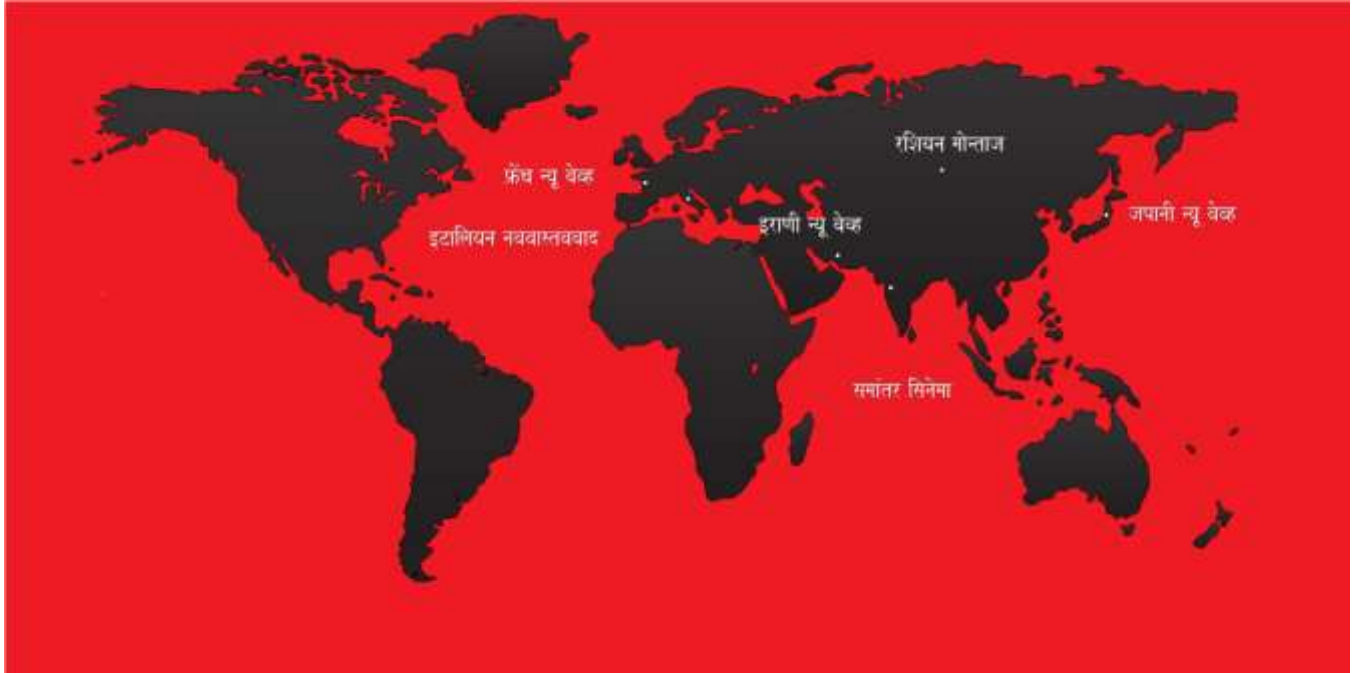 रशियन मोन्ताज
फ्रेंच न्यू वेव्ह
जपानी न्यू वेव्ह
इराणी न्यू वेव्ह
इटालियन नववास्तववाद
समांतर सिनेमा